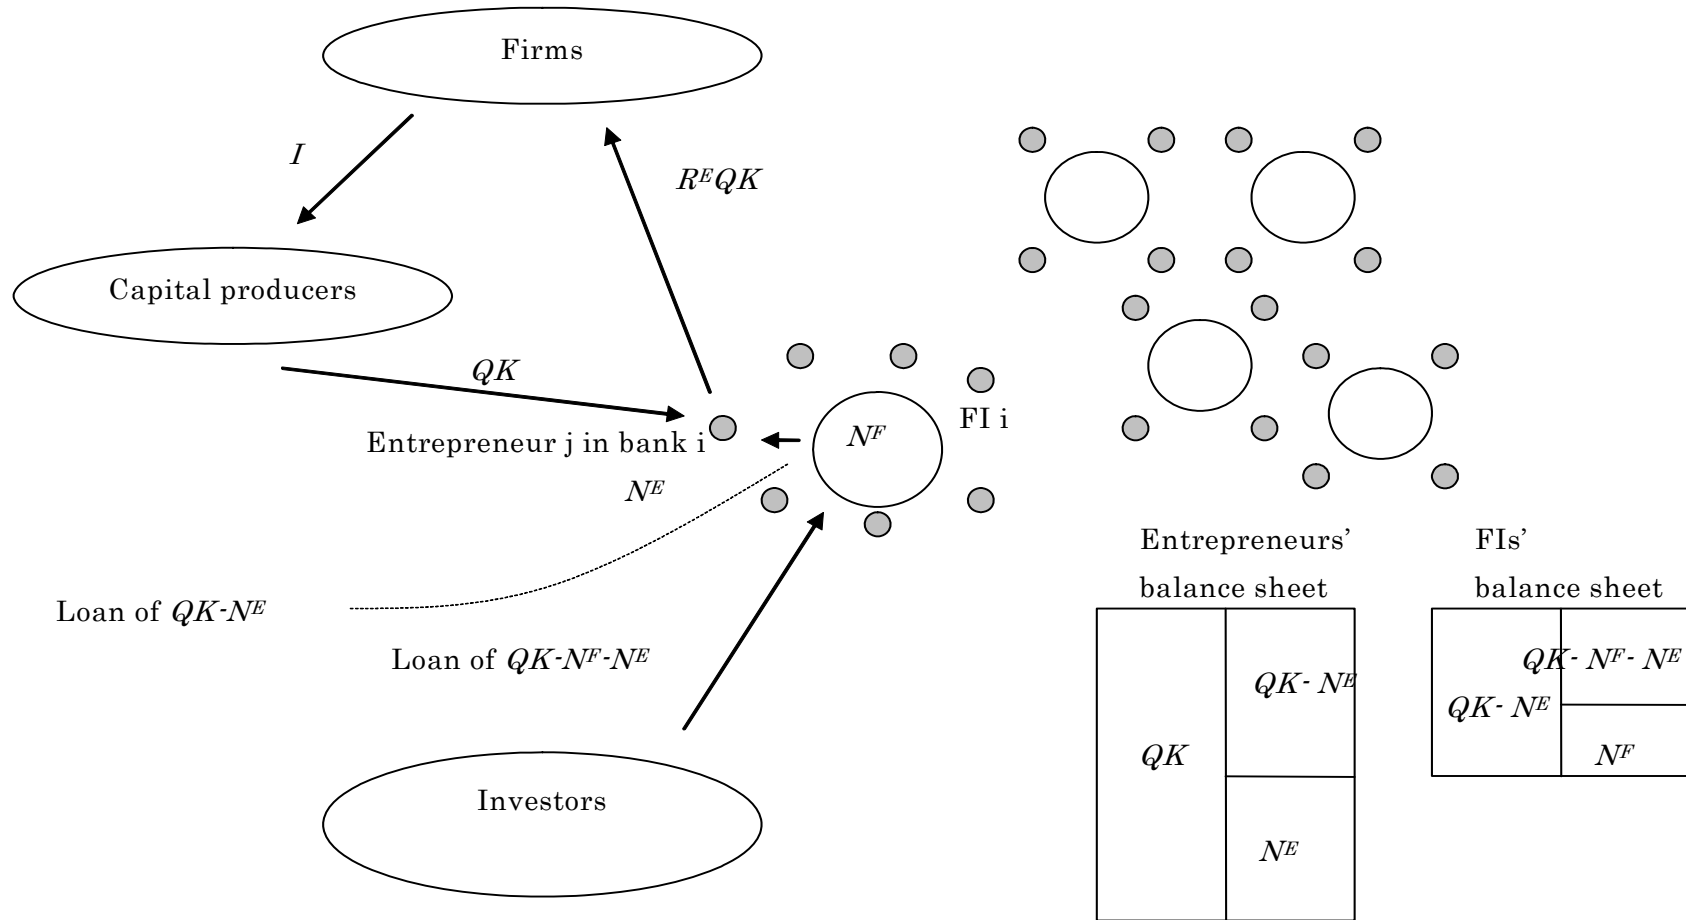 Firms
I
R^E QK
Capital producers
QK
FI i
N^F
Entrepreneur j in bank i
N^E
Entrepreneurs’
balance sheet
FIs’
balance sheet
Loan of QK-N^E
Loan of QK-N^F-N^E
QK- N^E
QK- N^F- N^E
QK- N^E
QK
N^F
Investors
N^E